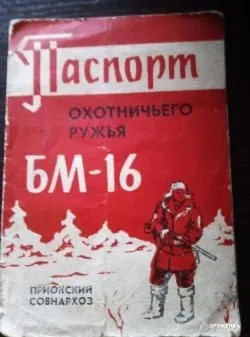 Паспорт
ОХОТНИЧЬЕГО
РУЖЬЯ
БМ-16
ПРИОКСКИЙ
СОВНАРХОЗ